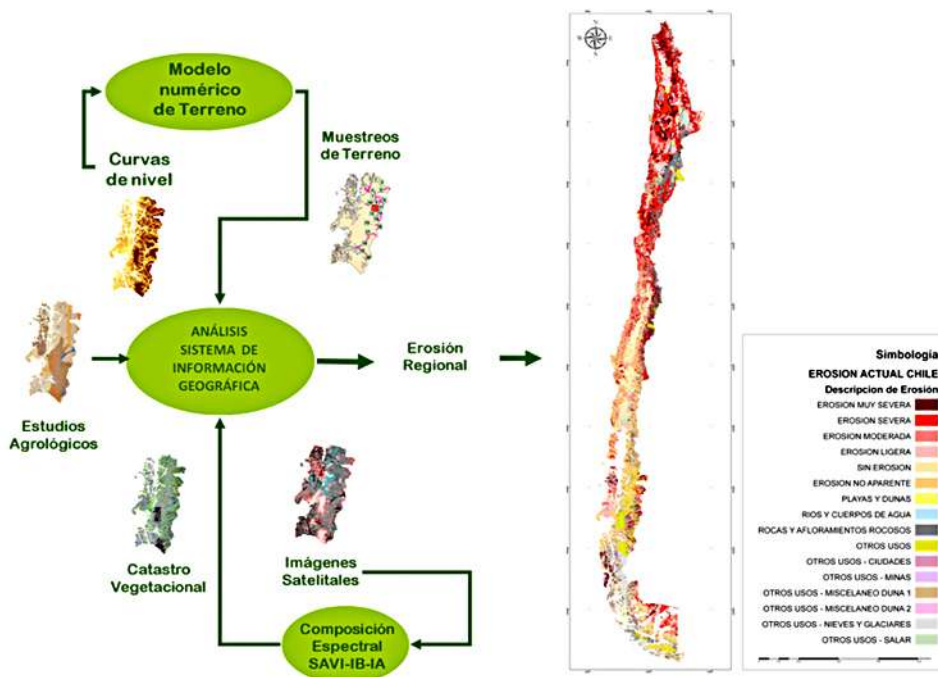 Modelo
numérico
de Terreno
Curvas
de nivel
Muestreos
de Terreno
ANÁLISIS
SISTEMA DE
INFORMACIÓN
GEOGRÁFICA
Estudios
Agrológicos
Erosión
Regional
Catastro
Vegetacional
Imágenes
Satelitales
Composición
Espectral
SAVI-IB-IA
Simbologia
EROSION ACTUAL CHILE
Descripcion de Erosión
EROSION MUY SEVERA
EROSION SEVERA
EROSION MODERADA
EROSION LIGERA
SIN EROSION
EROSION NO APARENTE
PLAYAS Y DUNAS
RIOS Y CUERPOS DE AGUA
ROCAS Y AFLORAMIENTOS ROCOSOS
OTROS USOS
OTROS USOS - CIUDADES
OTROS USOS - MINAS
OTROS USOS - MISCELANEO DUNA 1
OTROS USOS - MISCELANEO DUNA 2
OTROS USOS - NIEVES Y GLACIARES
OTROS USOS - SALAR